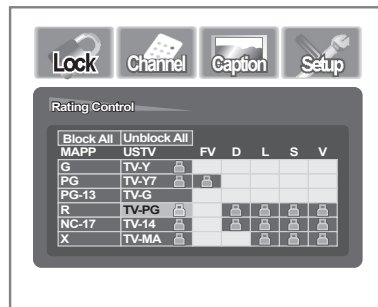 Lock Channel Caption Setup
Rating Control
Block All Unblock All
MAPP USTV FV D L S V
G TV-Y
PG TV-Y7
PG-13 TV-G
R TV-PG
NC-17 TV-14
X TV-MA